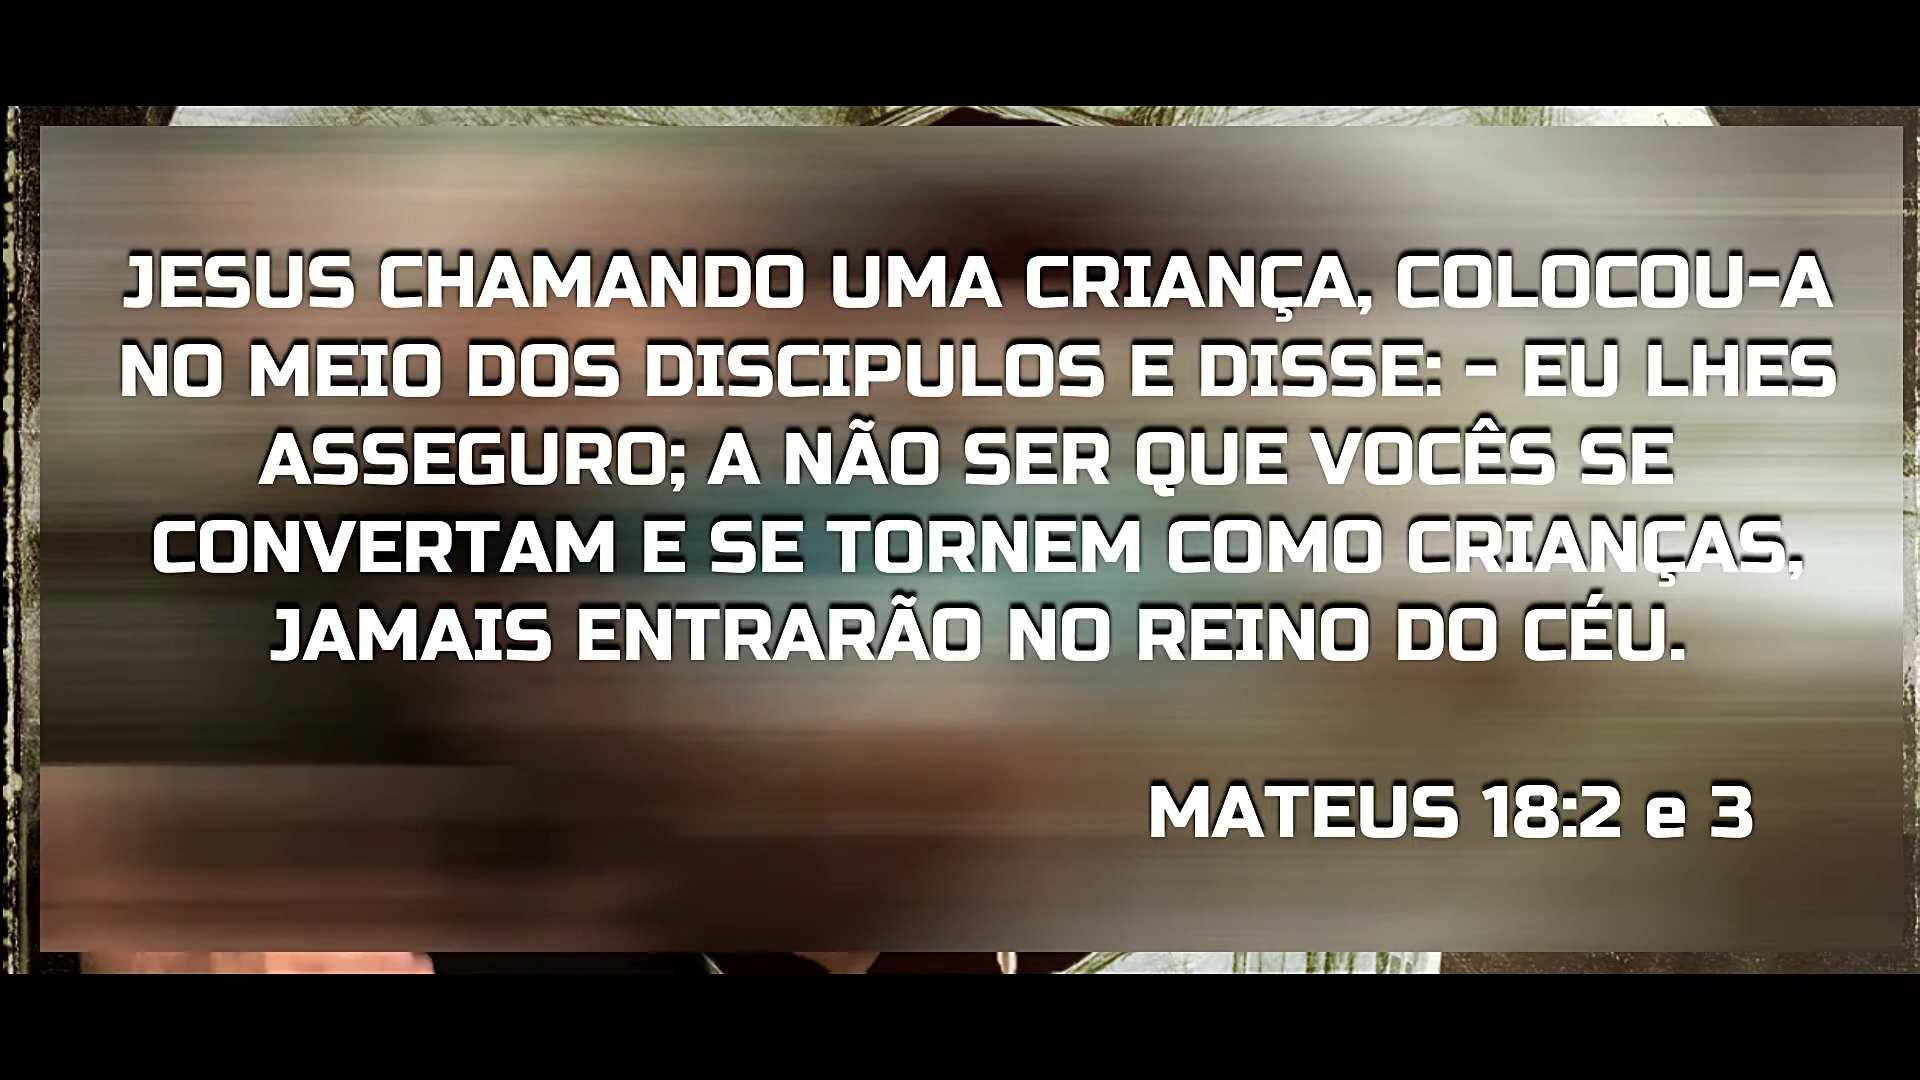 JESUS CHAMANDO UMA CRIANÇA, COLOCOU-A
NO MEIO DOS DISCIPULOS E DISSE: - EU LHES
ASSEGURO; A NÃO SER QUE VOCÊS SE
CONVERTAM E SE TORNEM COMO CRIANÇAS,
JAMAIS ENTRARÃO NO REINO DO CÉU.
MATEUS 18:2 e 3